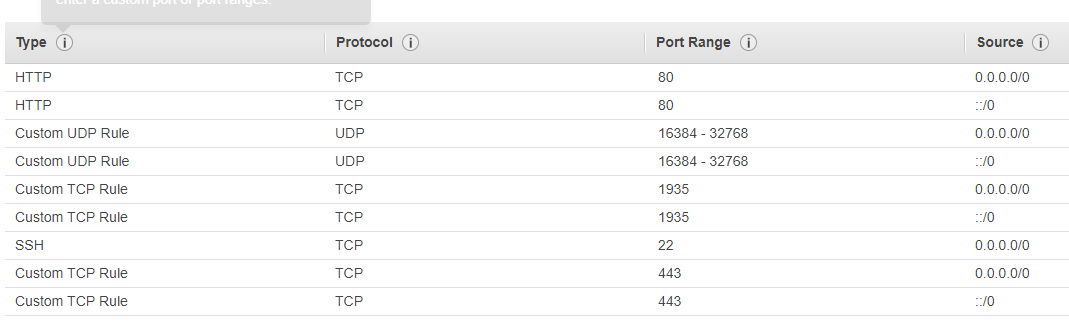 enter a custom port or port ranges.
Type Protocol Port Range Source
HTTP TCP 80 0.0.0.0/0
HTTP TCP 80 ::/0
Custom UDP Rule UDP 16384 - 32768 0.0.0.0/0
Custom UDP Rule UDP 16384 - 32768 ::/0
Custom TCP Rule TCP 1935 0.0.0.0/0
Custom TCP Rule TCP 1935 ::/0
SSH TCP 22 0.0.0.0/0
Custom TCP Rule TCP 443 0.0.0.0/0
Custom TCP Rule TCP 443 ::/0